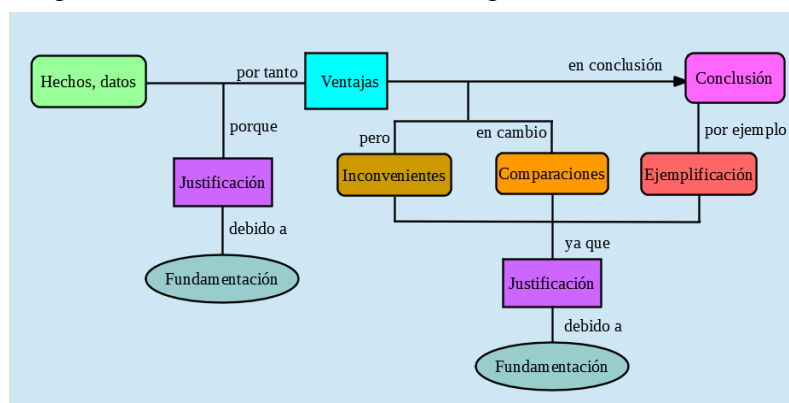 en conclusión
Hechos, datos
por tanto
Ventajas
Conclusión
porque
pero
en cambio
por ejemplo
Justificación
Inconvenientes
Comparaciones
Ejemplificación
debido a
ya que
Fundamentación
Justificación
debido a
Fundamentación